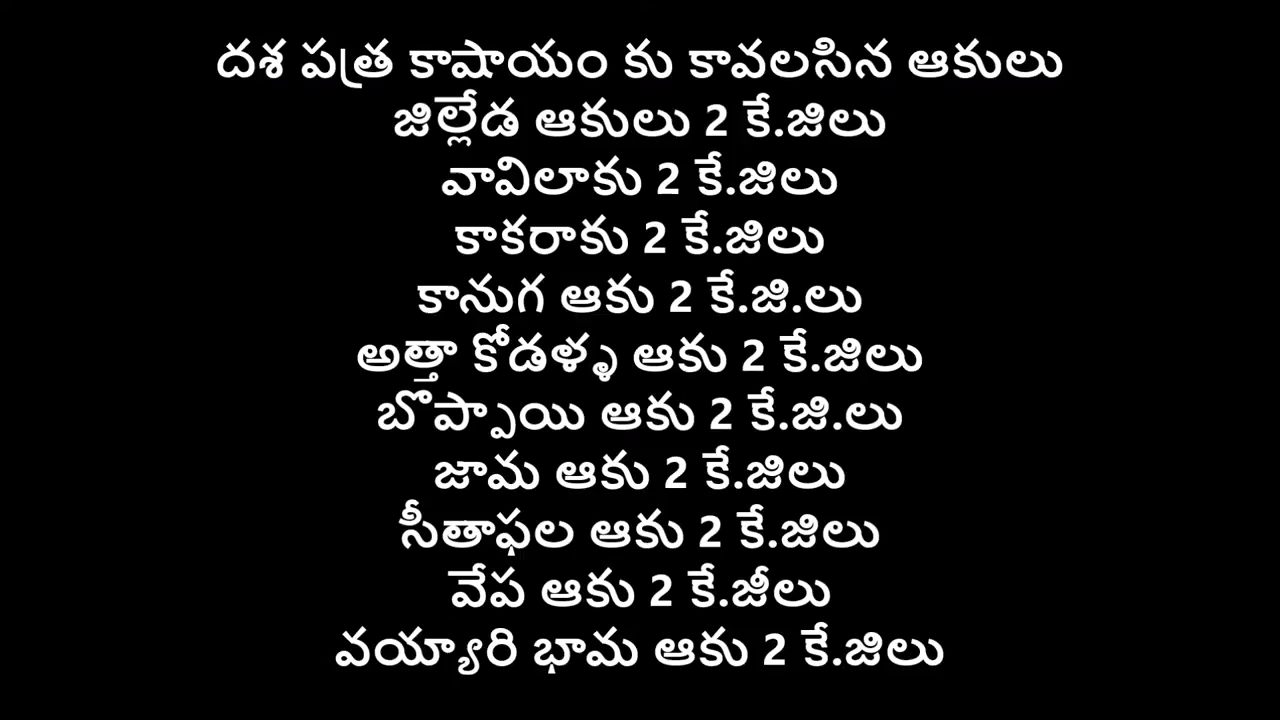 దశ పత్ర కాషాయం కు కావలసిన ఆకులు
జిల్లేడ ఆకులు 2 కే.జిలు
వావిలాకు 2 కే.జిలు
కాకరాకు 2 కే.జిలు
కానుగ ఆకు 2 కే.జి.లు
అత్తా కోడళ్ళ ఆకు 2 కే.జిలు
బొప్పాయి ఆకు 2 కే.జి.లు
జామ ఆకు 2 కే.జిలు
సీతాఫల ఆకు 2 కే.జిలు
వేప ఆకు 2 కే.జీలు
వయ్యారి భామ ఆకు 2 కే.జిలు